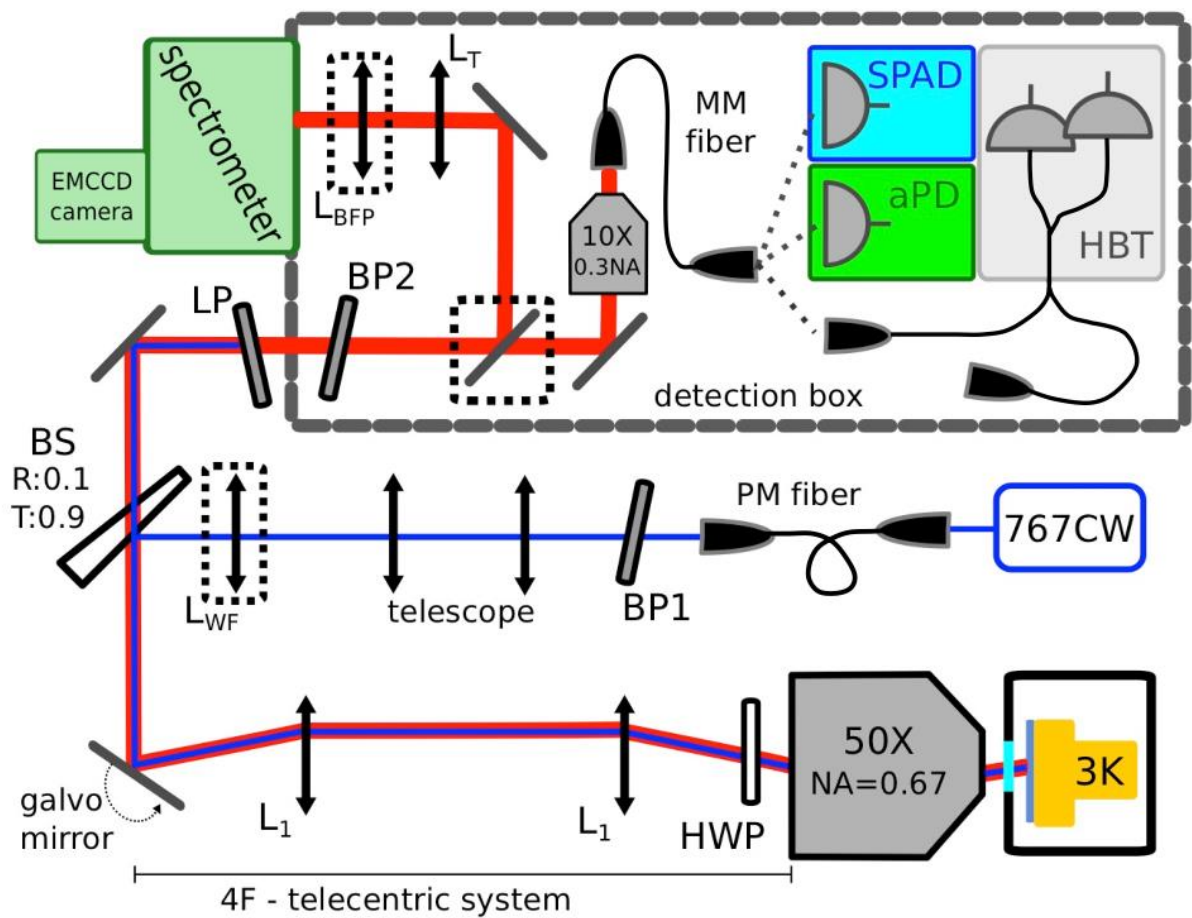 spectrometer
EMCCD
camera
L_BFP
L_T
MM
fiber
SPAD
aPD
HBT
10X
0.3NA
LP
BP2
detection box
BS
R:0.1
T:0.9
L_WF
telescope
BP1
PM fiber
767CW
galvo
mirror
L_1
L_1
HWP
50X
NA=0.67
3K
4F - telecentric system